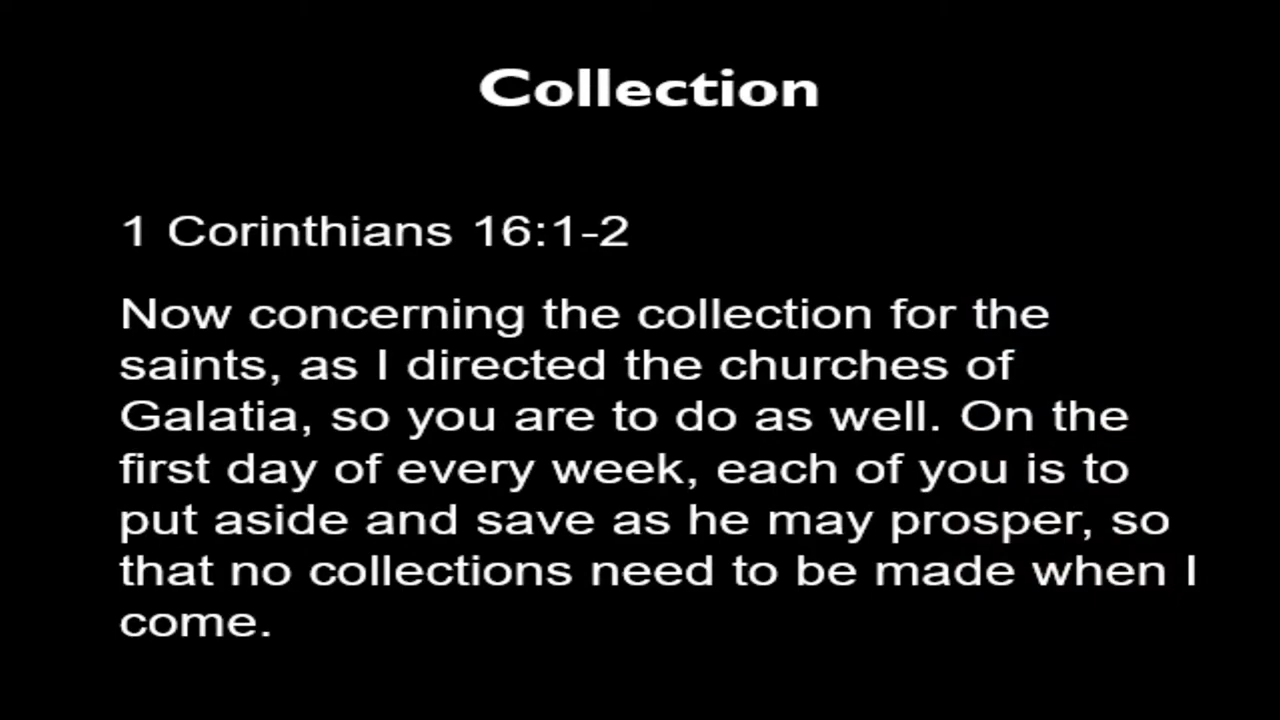 Collection
1 Corinthians 16:1-2
Now concerning the collection for the
saints, as I directed the churches of
Galatia, so you are to do as well. On the
first day of every week, each of you is to
put aside and save as he may prosper, so
that no collections need to be made when I
come.